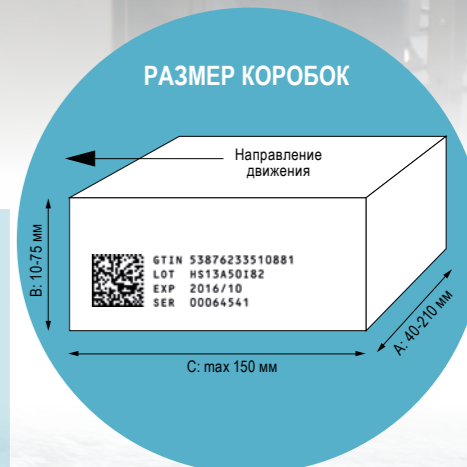 РАЗМЕР КОРОБОК
Направление
движения
B: 10-75 мм
GTIN 53876233510881
LOT HS13A50I82
EXP 2016/10
SER 00064541
A: 40-210 мм
C: max 150 мм